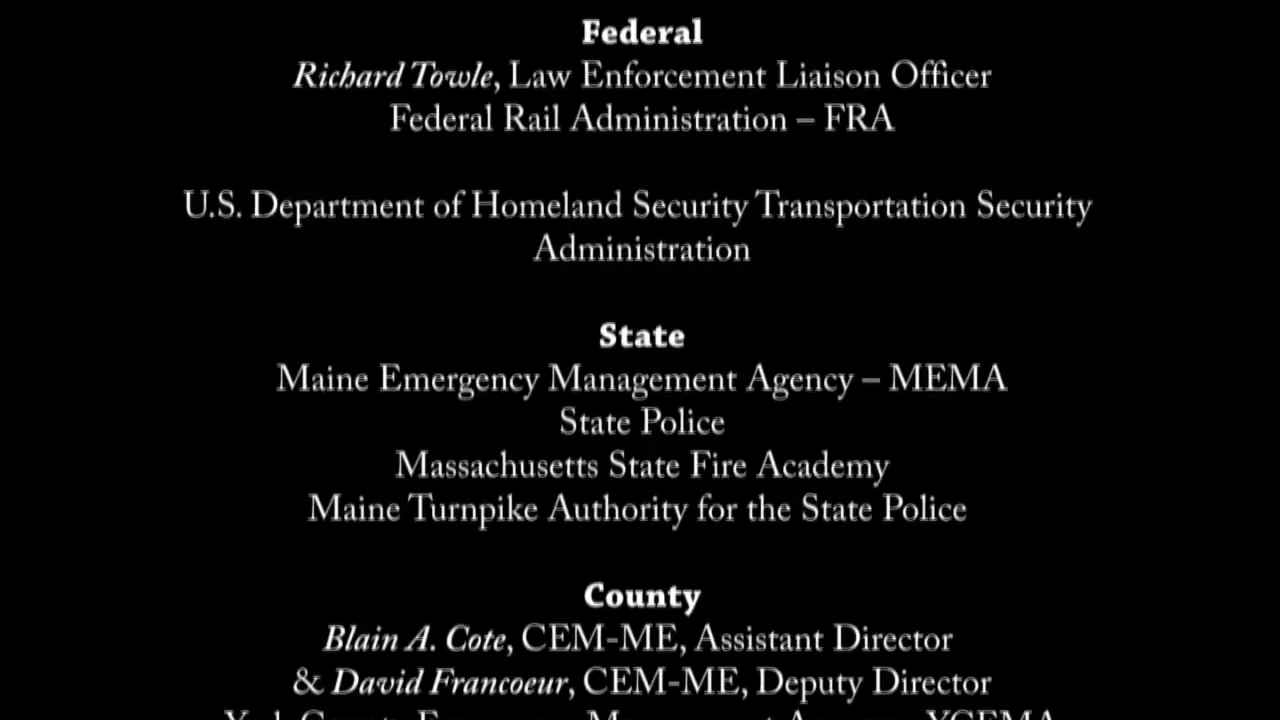 Federal
Richard Towle, Law Enforcement Liaison Officer
Federal Rail Administration – FRA
U.S. Department of Homeland Security Transportation Security
Administration
State
Maine Emergency Management Agency – MEMA
State Police
Massachusetts State Fire Academy
Maine Turnpike Authority for the State Police
County
Blain A. Cote, CEM-ME, Assistant Director
& David Francoeur, CEM-ME, Deputy Director